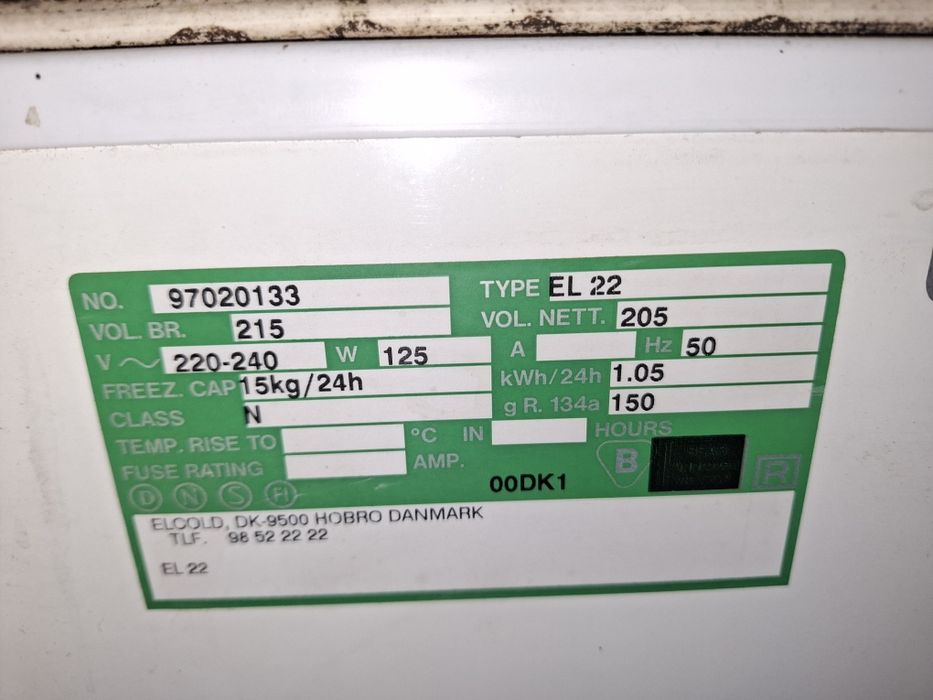 NO. 97020133 TYPE EL 22
VOL. BR. 215 VOL. NETT. 205
V ~ 220-240 W 125 A Hz 50
FREEZ. CAP 15kg/24h kWh/24h 1.05
CLASS N g R. 134a 150
TEMP. RISE TO °C IN HOURS
FUSE RATING AMP. B R
D N S FI 00DK1
ELCOLD, DK-9500 HOBRO DANMARK
TLF. 98 52 22 22
EL 22